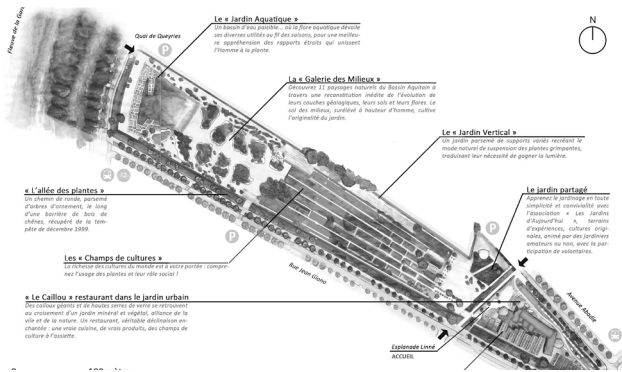 Le « Jardin Aquatique »
Un bassin d'eau paisible... où la flore aquatique dévoile
ses diverses utilités au fil des saisons, pour une meilleu-
re appréhension des rapports étroits qui unissent
l'Homme à la plante.
Quai de Queyries
Fleuve de la
P
N
La « Galerie des Milieux »
Découvrez 11 paysages naturels du Bassin Aquitain à
travers une reconstitution inédite de l'évolution de
leurs couches géologiques, leurs sols et leurs flores. Le
sol des milieux, surélevé à hauteur d'homme, cultive
l'originalité du jardin.
Le « Jardin Vertical »
Un jardin parsemé de supports variés recréant le
mode naturel de suspension des plantes grimpantes,
traduisant leur nécessité de gagner la lumière.
« L'allée des plantes »
Un chemin de ronde, parsemé
d'arbres d'ornement, le long
d'une barrière de bois de
chênes, récupéré de la tem-
pête de décembre 1999.
P
Le jardin partagé
Apprenez le jardinage en toute
simplicité et convivialité avec
l'association « Les Jardins
d'Aujourd'hui », terrains
d'expériences, cultures origi-
nales, animé par des jardiniers
amateurs ou non, avec la par-
ticipation de volontaires.
P
Les « Champs de cultures »
La richesse des cultures du monde est à votre portée : compre-
nez l'usage des plantes et leur rôle social !
Rue Jean Giono
« Le Caillou » restaurant dans le jardin urbain
Des cailloux géants et de hautes serres de verre se retrouvent
au croisement d'un jardin minéral et végétal, alliance de la
ville et de la nature. Un restaurant, véritable déclinaison en-
chantée : une vraie cuisine, de vrais produits, des champs de
culture à l'assiette.
Avenue Abadie
Esplanade Linné
ACCUEIL